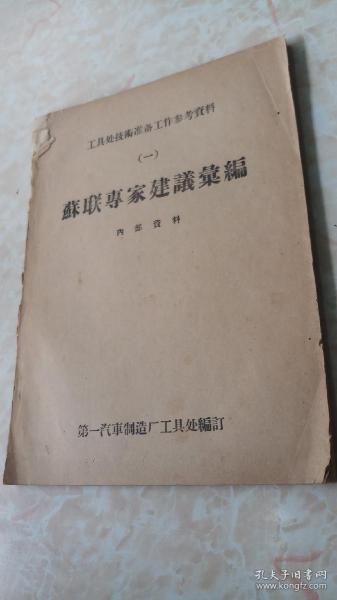 工具处技術准备工作参考資料
(一)
蘇联專家建議彙編
內部資料
第一汽車制造厂工具处編訂
孔夫子旧书网